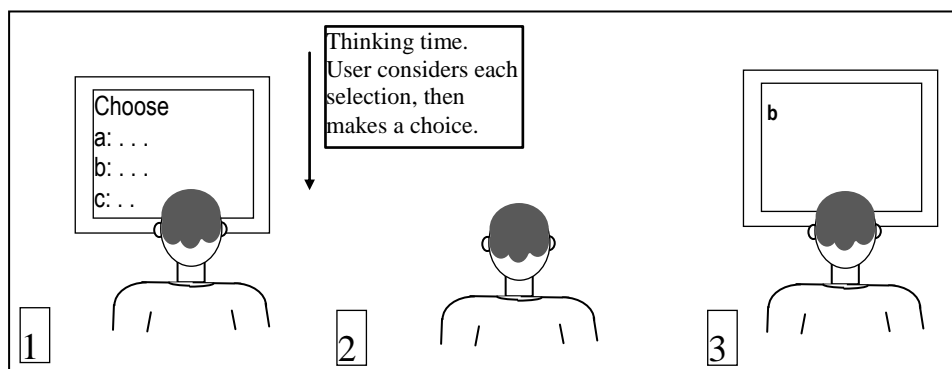 Choose
a: . . .
b: . . .
c: . .
Thinking time.
User considers each
selection, then
makes a choice.
b
1
2
3